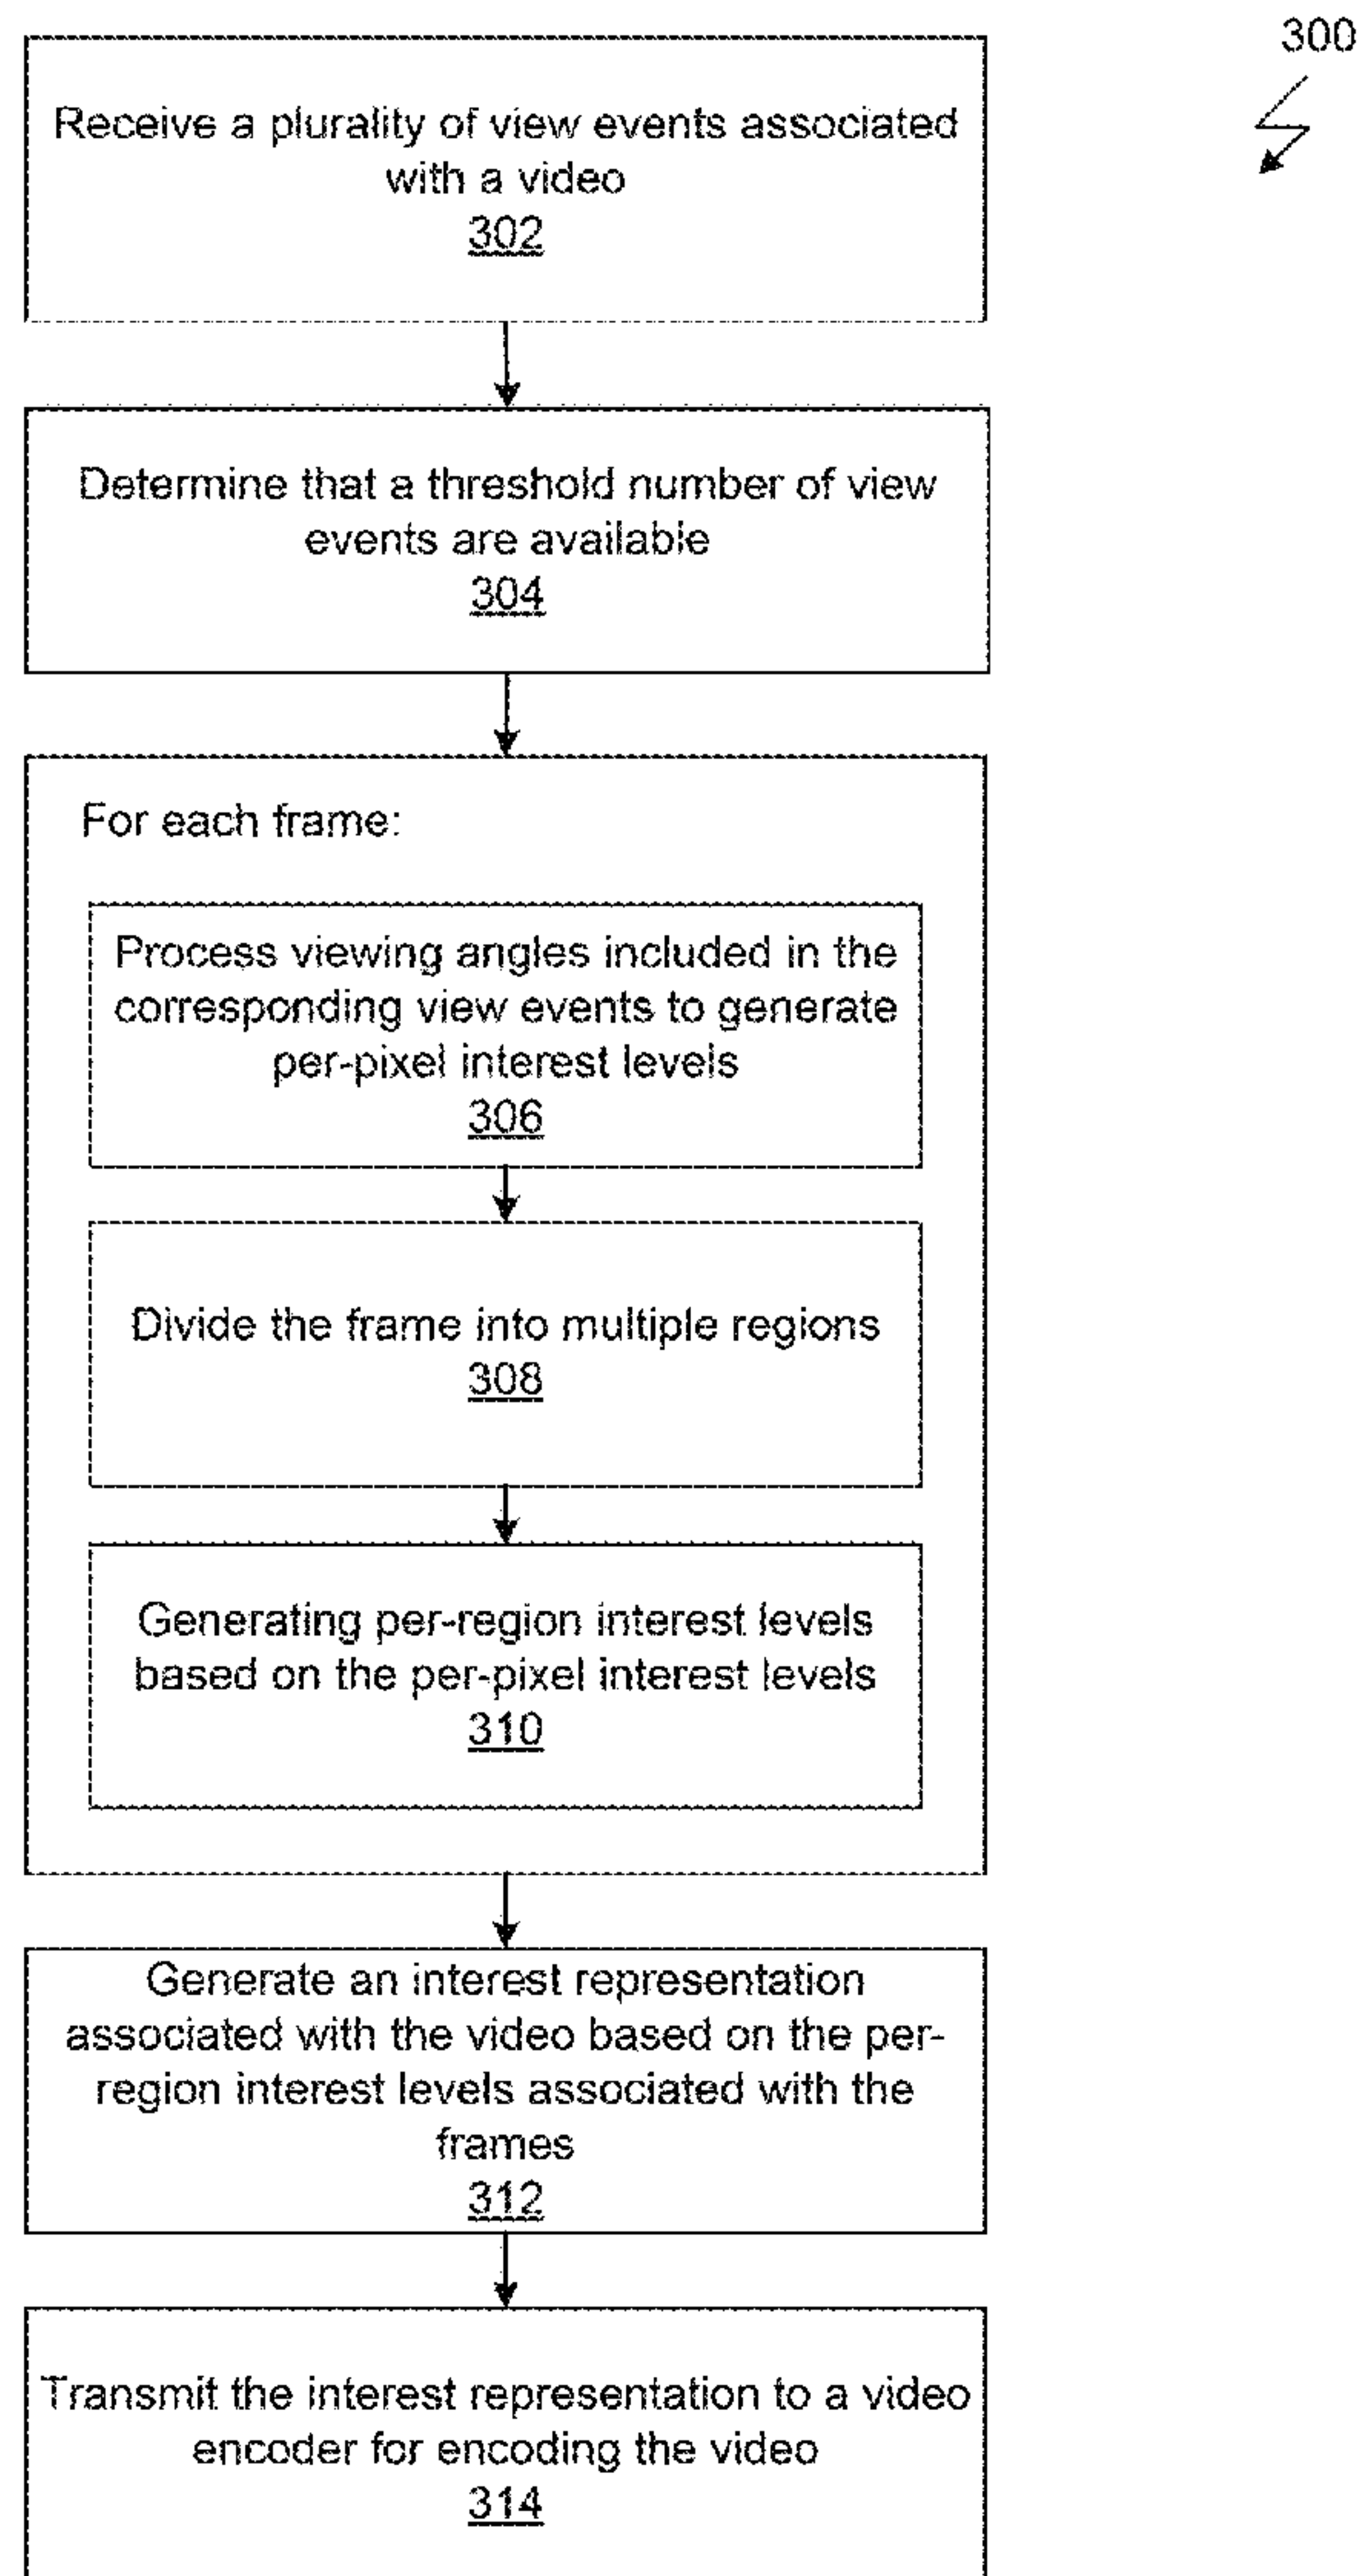 300
Receive a plurality of view events associated
with a video
302
Determine that a threshold number of view
events are available
304
For each frame:
Process viewing angles included in the
corresponding view events to generate
per-pixel interest levels
306
Divide the frame into multiple regions
308
Generating per-region interest levels
based on the per-pixel interest levels
310
Generate an interest representation
associated with the video based on the per-
region interest levels associated with the
frames
312
Transmit the interest representation to a video
encoder for encoding the video
314